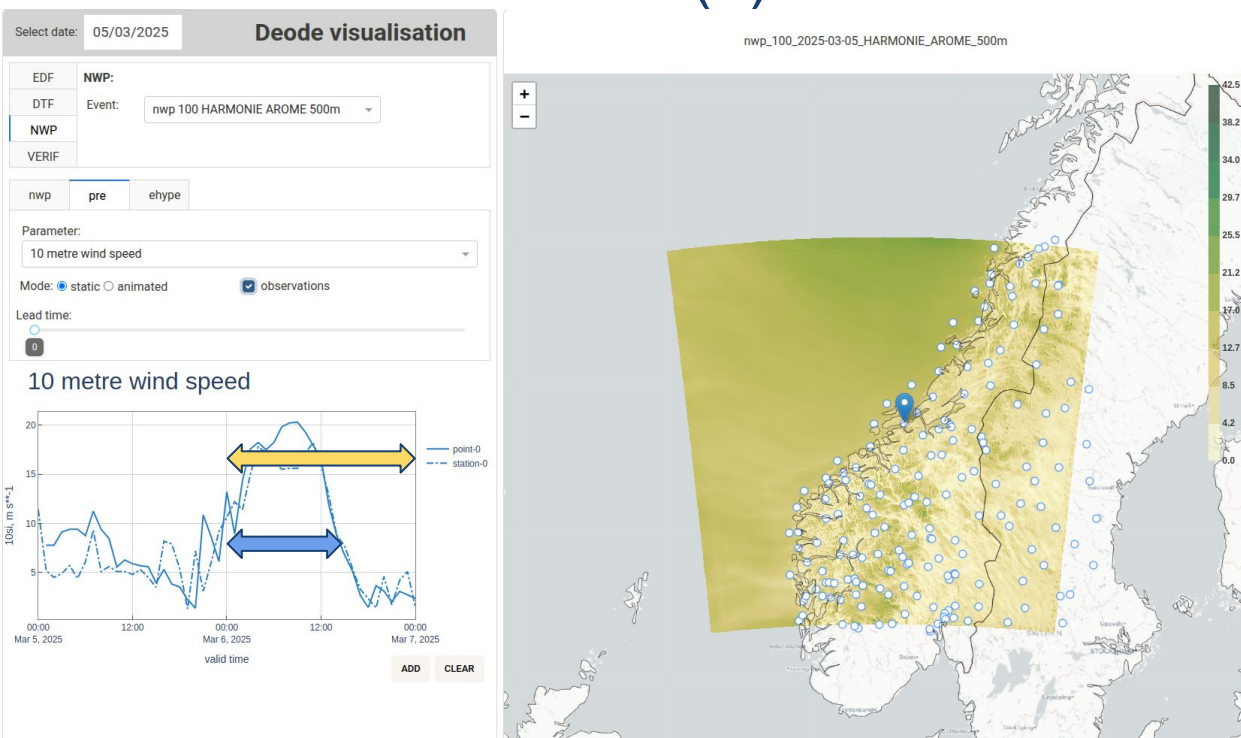 Select date: 05/03/2025 Deode visualisation
EDF
DTF
NWP
VERIF
NWP:
Event: nwp 100 HARMONIE AROME 500m
nwp pre ehype
Parameter:
10 metre wind speed
Mode: static animated observations
Lead time:
0
10 metre wind speed
20
15
10
5
10si, m s**-1
00:00 12:00 00:00 12:00 00:00
Mar 5, 2025 Mar 6, 2025 Mar 7, 2025
valid time
point-0
station-0
ADD CLEAR
nwp_100_2025-03-05_HARMONIE_AROME_500m
+
−
42.5
38.2
34.0
29.7
25.5
21.2
17.0
12.7
8.5
4.2
0.0